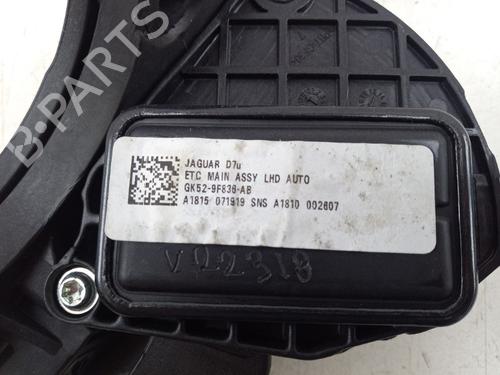 B-PARTS
JAGUAR D7u
ETC MAIN ASSY LHD AUTO
GK52-9F836-AB
A1815 071919 SNS A1810 002607
V22318